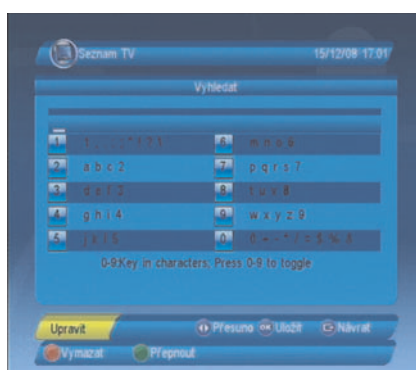 Seznam TV 15/12/08 17:01
Vyhledat
1. 6. m n o 6
2. a b c 2 7. p q r s 7
3. d e f 3 8 t u v 8
4. g h i 4 9. w x y z 9
5. j k l 5 0
0-9:Key in characters; Press 0-9 to toggle
Upravit Přesuno OK Uložit Návrat
Vymazat Přepnout